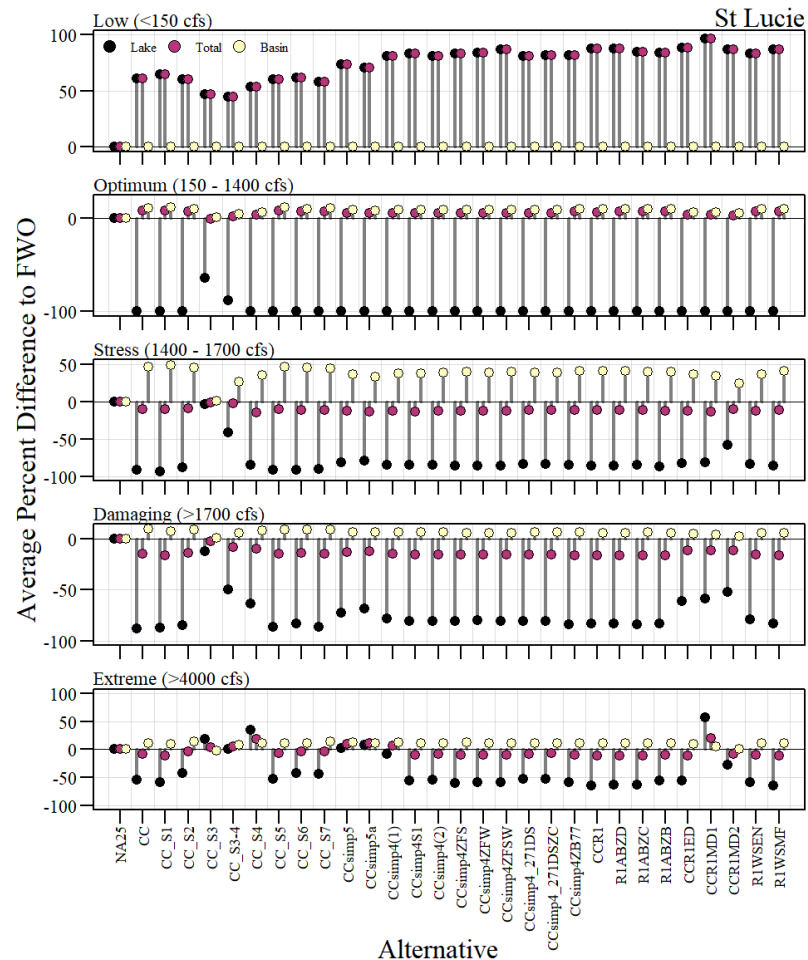 St Lucie
Low (<150 cfs)
Lake Total Basin
100
50
0
Optimum (150 - 1400 cfs)
0
-100
Stress (1400 - 1700 cfs)
50
0
-50
-100
Damaging (>1700 cfs)
0
-50
-100
Extreme (>4000 cfs)
100
50
0
-50
-100
Average Percent Difference to FWO
NA25
CC
CC_S1
CC_S2
CC_S3
CC_S3-4
CC_S4
CC_S5
CC_S6
CC_S7
CCsimp5
CCsimp5a
CCsimp4(1)
CCsimp4S1
CCsimp4(2)
CCsimp4ZFS
CCsimp4ZFW
CCsimp4ZFSW
CCsimp4_271DS
CCsimp4_271DSZC
CCsimp4ZB77
CCR1
R1ABZD
R1ABZC
R1ABZB
CCR1ED
CCR1MD1
CCR1MD2
R1WSEN
R1WSMF
Alternative